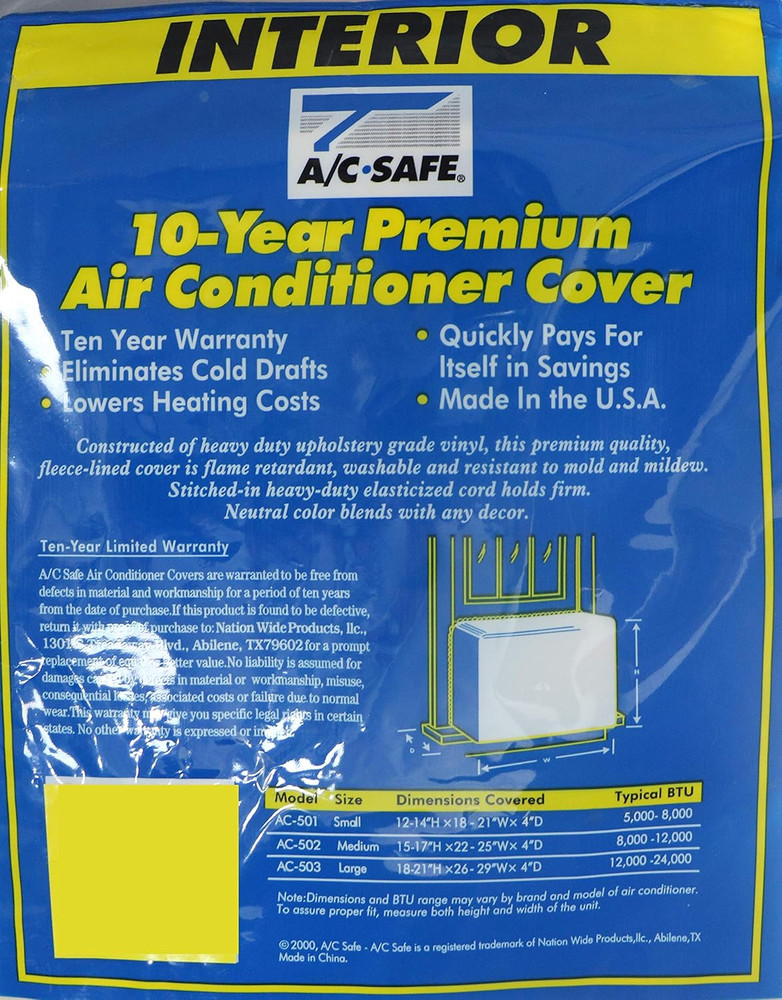 INTERIOR
A/C·SAFE®
10-Year Premium
Air Conditioner Cover
Ten Year Warranty
• Eliminates Cold Drafts
• Lowers Heating Costs
• Quickly Pays For
Itself in Savings
• Made In the U.S.A.
Constructed of heavy duty upholstery grade vinyl, this premium quality,
fleece-lined cover is flame retardant, washable and resistant to mold and mildew.
Stitched-in heavy-duty elasticized cord holds firm.
Neutral color blends with any decor.
Ten-Year Limited Warranty
A/C Safe Air Conditioner Covers are warranted to be free from
defects in material and workmanship for a period of ten years
from the date of purchase.If this product is found to be defective,
return it with proof of purchase to: Nation Wide Products, llc.,
1301 Blvd., Abilene, TX79602 for a prompt
replacement of equal or better value.No liability is assumed for
damages caused by defects in material or workmanship, misuse,
consequential losses, associated costs or failure due to normal
wear.This warranty may give you specific legal rights in certain
states. No other warranty is expressed or
H
D
W
Model Size Dimensions Covered Typical BTU
AC-501 Small 12-14"H x18 - 21"Wx 4"D 5,000- 8,000
AC-502 Medium 15-17"H x22 - 25"Wx 4"D 8,000 -12,000
AC-503 Large 18-21"H x26 - 29"Wx 4"D 12,000 -24,000
Note:Dimensions and BTU range may vary by brand and model of air conditioner.
To assure proper fit, measure both height and width of the unit.
©2000, A/C Safe - A/C Safe is a registered trademark of Nation Wide Products,llc., Abilene,TX
Made in China.